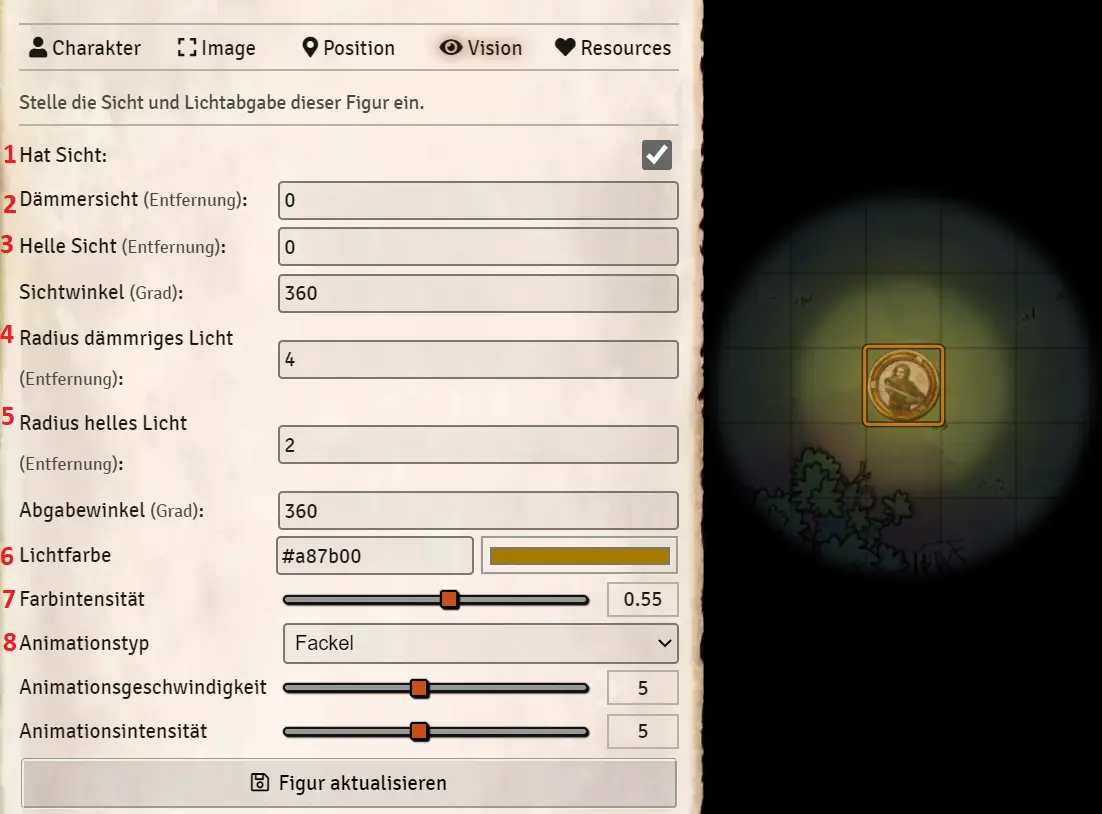 Charakter Image Position Vision Resources
Stelle die Sicht und Lichtabgabe dieser Figur ein.
1 Hat Sicht:
2 Dämmersicht (Entfernung): 0
3 Helle Sicht (Entfernung): 0
Sichtwinkel (Grad): 360
4 Radius dämmriges Licht
(Entfernung): 4
5 Radius helles Licht
(Entfernung): 2
Abgabewinkel (Grad): 360
6 Lichtfarbe #a87b00
7 Farbintensität 0.55
8 Animationstyp Fackel
Animationsgeschwindigkeit 5
Animationsintensität 5
Figur aktualisieren